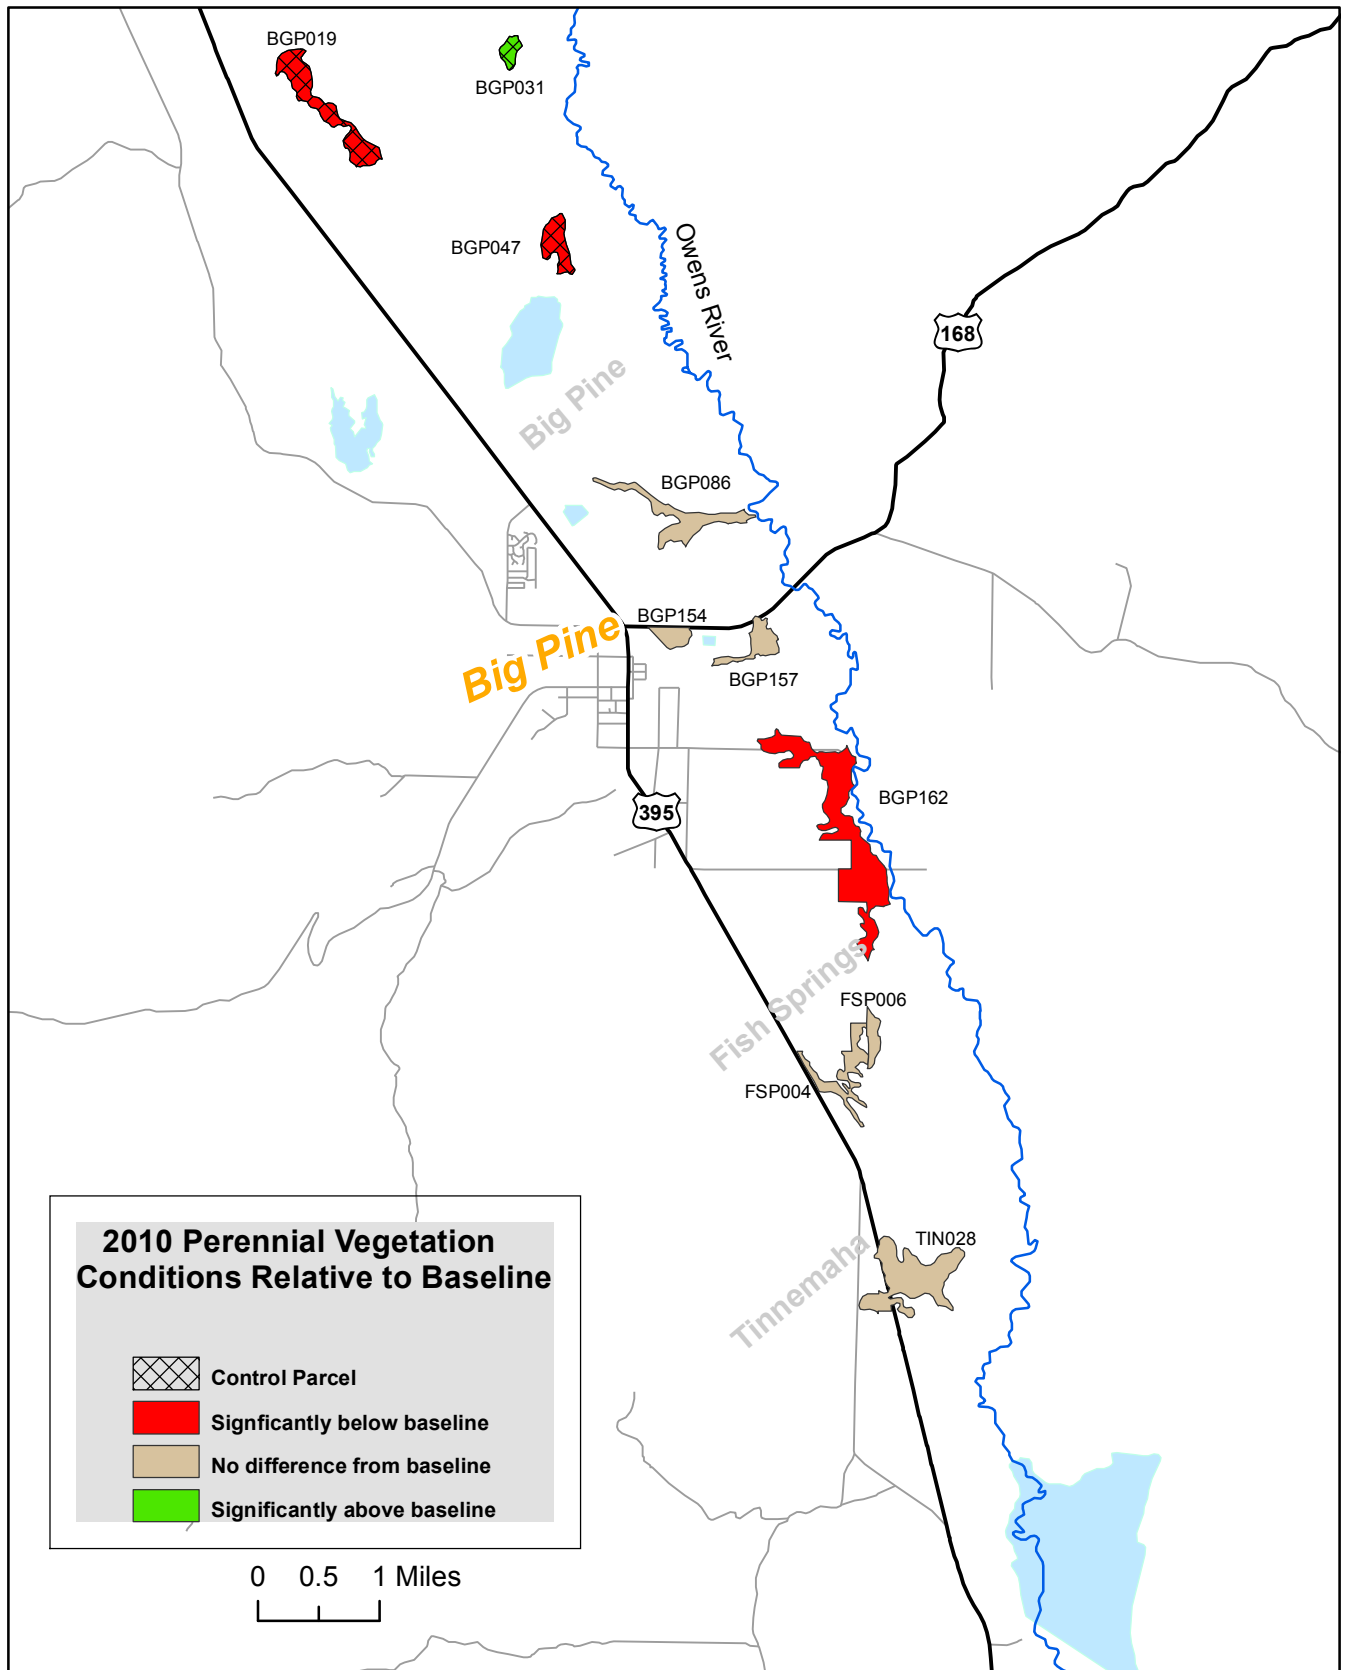 BGP019
BGP031
BGP047
Owens River
168
Big Pine
BGP086
BGP154
Big Pine
BGP157
395
BGP162
Fish Springs
FSP006
FSP004
TIN028
Tinnemaha
2010 Perennial Vegetation
Conditions Relative to Baseline
Control Parcel
Signficantly below baseline
No difference from baseline
Significantly above baseline
0 0.5 1 Miles